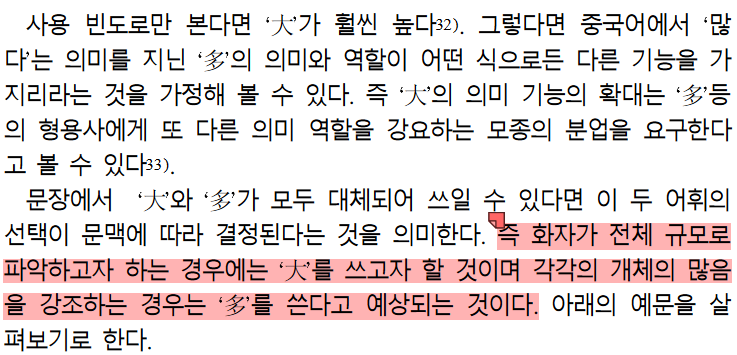 사용 빈도로만 본다면 ‘大’가 훨씬 높다32). 그렇다면 중국어에서 ‘많
다’는 의미를 지닌 ‘多’의 의미와 역할이 어떤 식으로든 다른 기능을 가
지리라는 것을 가정해 볼 수 있다. 즉 ‘大’의 의미 기능의 확대는 ‘多’등
의 형용사에게 또 다른 의미 역할을 강요하는 모종의 분업을 요구한다
고 볼 수 있다33).
문장에서 ‘大’와 ‘多’가 모두 대체되어 쓰일 수 있다면 이 두 어휘의
선택이 문맥에 따라 결정된다는 것을 의미한다. 즉 화자가 전체 규모로
파악하고자 하는 경우에는 ‘大’를 쓰고자 할 것이며 각각의 개체의 많음
을 강조하는 경우는 ‘多’를 쓴다고 예상되는 것이다. 아래의 예문을 살
펴보기로 한다.